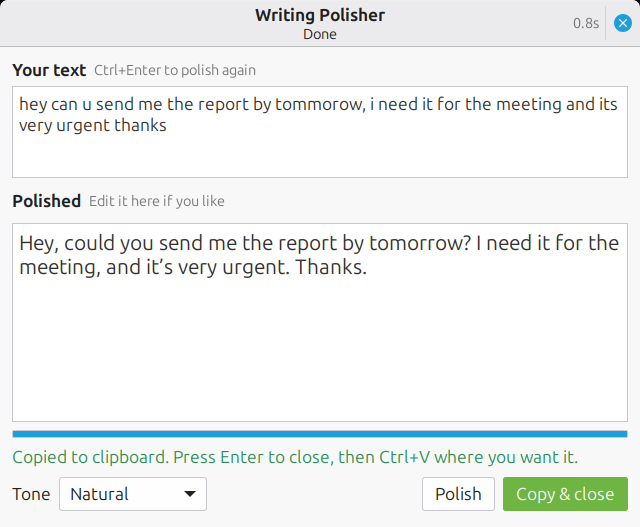 Writing Polisher
Done
0.8s
Your text Ctrl+Enter to polish again
hey can u send me the report by tommorow, i need it for the meeting and its
very urgent thanks
Polished Edit it here if you like
Hey, could you send me the report by tomorrow? I need it for the
meeting, and it’s very urgent. Thanks.
Copied to clipboard. Press Enter to close, then Ctrl+V where you want it.
Tone Natural Polish Copy & close